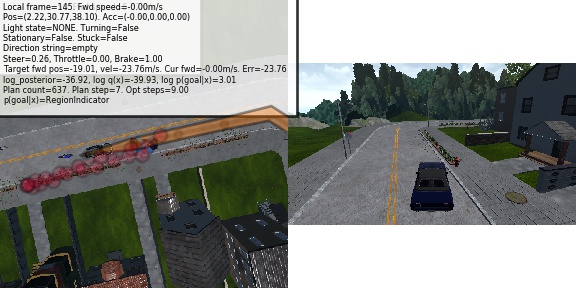 Local frame=145: Fwd speed=-0.00m/s
Pos=(2.22,30.77,38.10). Acc=(-0.00,0.00,0.00)
Light state=NONE. Turning=False
Stationary=False. Stuck=False
Direction string=empty
Steer=0.26, Throttle=0.00, Brake=1.00
Target fwd pos=-19.01, vel=-23.76m/s. Cur fwd=-0.00m/s. Err=-23.76
log_posterior=-36.92, log q(x)=-39.93, log p(goal|x)=3.01
Plan count=637. Plan step=7. Opt steps=9.00
p(goal|x)=RegionIndicator